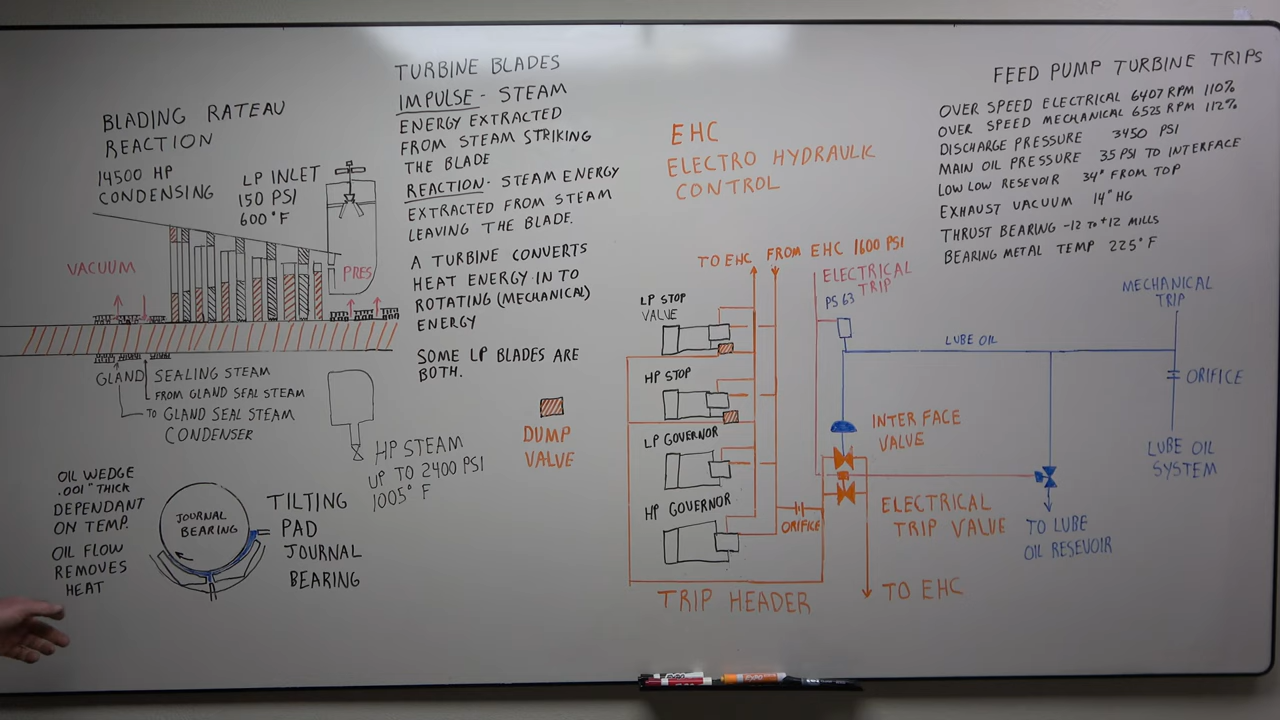 BLADING RATEAU
REACTION
14500 HP
CONDENSING
LP INLET
150 PSI
600°F
VACUUM
PRES
GLAND
SEALING STEAM
FROM GLAND SEAL STEAM
TO GLAND SEAL STEAM
CONDENSER
HP STEAM
UP TO 2400 PSI
1005° F
OIL WEDGE
.001" THICK
DEPENDANT
ON TEMP.
OIL FLOW
REMOVES
HEAT
JOURNAL
BEARING
TILTING
PAD
JOURNAL
BEARING
TURBINE BLADES
IMPULSE - STEAM
ENERGY EXTRACTED
FROM STEAM STRIKING
THE BLADE
REACTION - STEAM ENERGY
EXTRACTED FROM STEAM
LEAVING THE BLADE.
A TURBINE CONVERTS
HEAT ENERGY IN TO
ROTATING (MECHANICAL)
ENERGY
SOME LP BLADES ARE
BOTH.
DUMP
VALVE
EHC
ELECTRO HYDRAULIC
CONTROL
TO EHC FROM EHC 1600 PSI
ELECTRICAL
TRIP
PS 63
LP STOP
VALVE
HP STOP
LP GOVERNOR
HP GOVERNOR
ORIFICE
TRIP HEADER
INTERFACE
VALVE
ELECTRICAL
TRIP VALVE
TO EHC
LUBE OIL
MECHANICAL
TRIP
ORIFICE
LUBE OIL
SYSTEM
TO LUBE
OIL RESEVOIR
FEED PUMP TURBINE TRIPS
OVER SPEED ELECTRICAL 6407 RPM 110%
OVER SPEED MECHANICAL 6525 RPM 112%
DISCHARGE PRESSURE 3450 PSI
MAIN OIL PRESSURE 35 PSI TO INTERFACE
LOW LOW RESEVOIR 34" FROM TOP
EXHAUST VACUUM 14" HG
THRUST BEARING -12 TO +12 MILLS
BEARING METAL TEMP 225° F